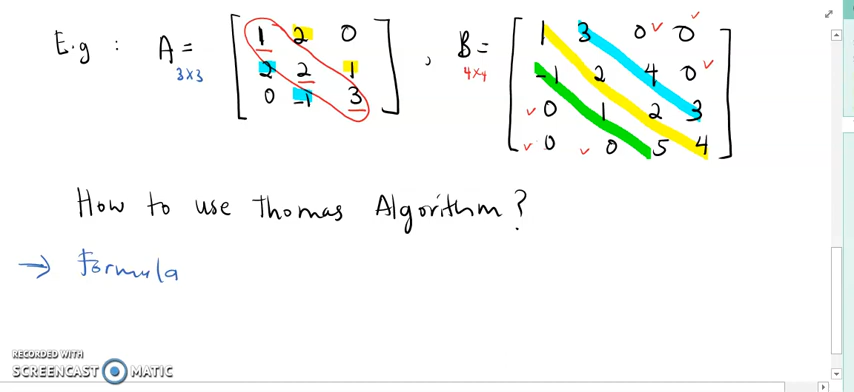 E.g : A = [ 1 2 0 , B = [ 1 3 0 0
3x3 2 2 1 4x4 -1 2 4 0
0 -1 3 ] 0 1 2 3
0 0 5 4 ]
How to use Thomas Algorithm?
→ Formula
RECORDED WITH
SCREENCAST MATIC